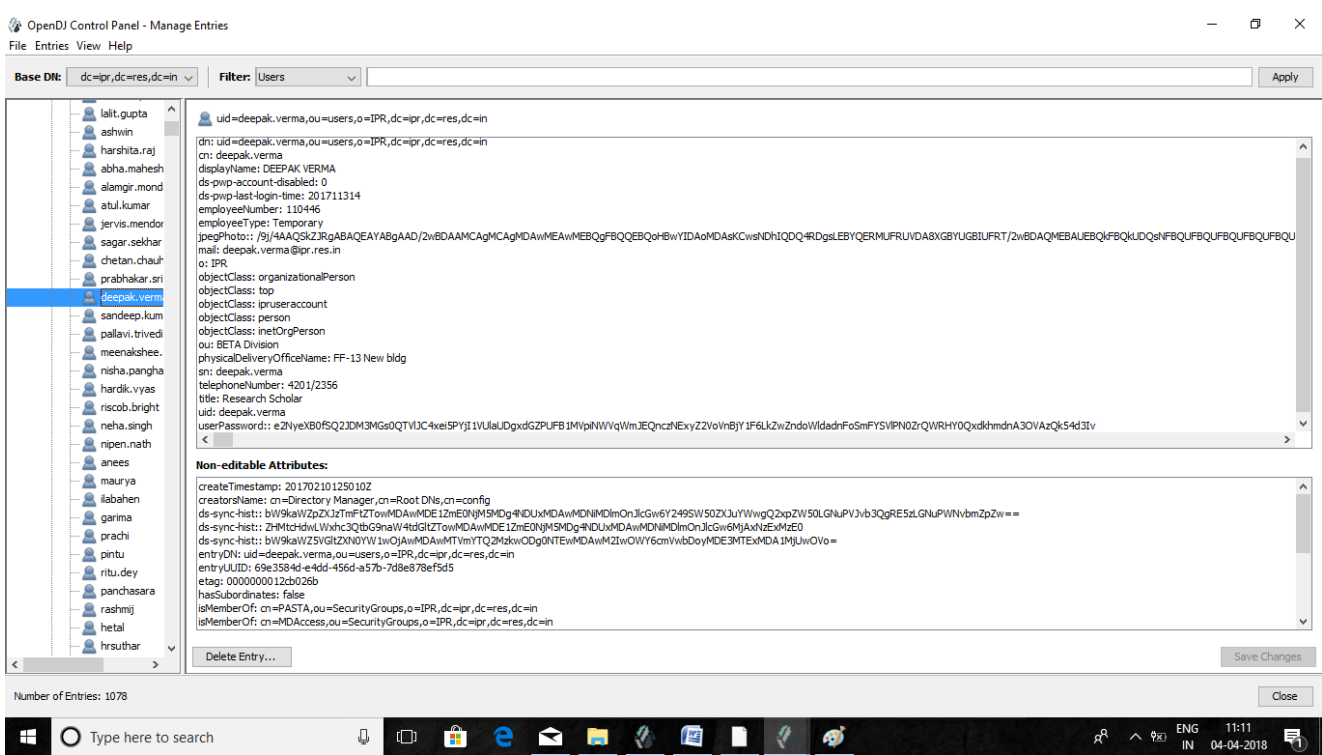 OpenDJ Control Panel - Manage Entries
File Entries View Help
Base DN: dc=ipr,dc=res,dc=in Filter: Users Apply
lalit.gupta
ashwin
harshita.raj
abha.mahesh
alamgir.mond
atul.kumar
jervis.mendor
sagar.sekhar
chetan.chauh
prabhakar.sri
deepak.verma
sandeep.kum
pallavi.trivedi
meenakshee.
nisha.pangha
hardik.vyas
riscob.bright
neha.singh
nipen.nath
anees
maurya
ilabahen
garima
prachi
pintu
ritu.dey
panchasara
rashmij
hetal
hrsuthar
uid=deepak.verma,ou=users,o=IPR,dc=ipr,dc=res,dc=in
dn: uid=deepak.verma,ou=users,o=IPR,dc=ipr,dc=res,dc=in
cn: deepak.verma
displayName: DEEPAK VERMA
ds-pwp-account-disabled: 0
ds-pwp-last-login-time: 201711314
employeeNumber: 110446
employeeType: Temporary
jpegPhoto::
mail: deepak.verma@ipr.res.in
o: IPR
objectClass: organizationalPerson
objectClass: top
objectClass: ipruseraccount
objectClass: person
objectClass: inetOrgPerson
ou: BETA Division
physicalDeliveryOfficeName: FF-13 New bldg
sn: deepak.verma
telephoneNumber: 4201/2356
title: Research Scholar
uid: deepak.verma
userPassword::
Non-editable Attributes:
createTimestamp: 20170210125010Z
creatorsName: cn=Directory Manager,cn=Root DNs,cn=config
ds-sync-hist::
ds-sync-hist::
ds-sync-hist::
entryDN: uid=deepak.verma,ou=users,o=IPR,dc=ipr,dc=res,dc=in
entryUUID: 69e3584d-e4dd-456d-a57b-7d8e878ef5d5
etag: 0000000012cb026b
hasSubordinates: false
isMemberOf: cn=PASTA,ou=SecurityGroups,o=IPR,dc=ipr,dc=res,dc=in
isMemberOf: cn=MDAccess,ou=SecurityGroups,o=IPR,dc=ipr,dc=res,dc=in
Delete Entry... Save Changes
Number of Entries: 1078 Close
Type here to search
ENG 11:11
IN 04-04-2018